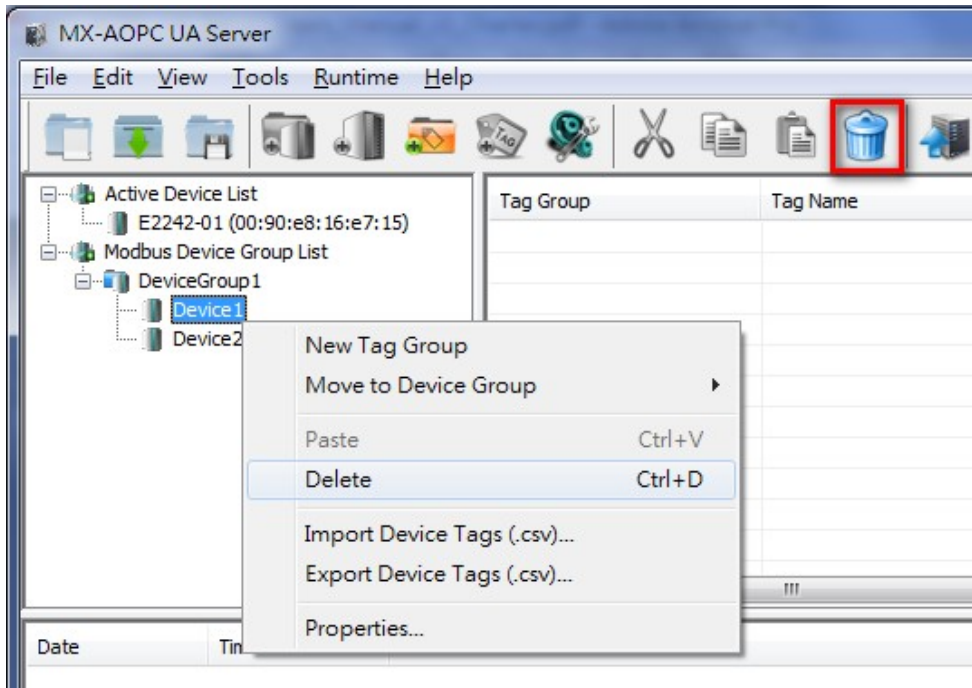 MX-AOPC UA Server
File Edit View Tools Runtime Help
TAG
Active Device List
E2242-01 (00:90:e8:16:e7:15)
Modbus Device Group List
DeviceGroup1
Device1
Device2
Tag Group Tag Name
New Tag Group
Move to Device Group
Paste Ctrl+V
Delete Ctrl+D
Import Device Tags (.csv)...
Export Device Tags (.csv)...
Properties...
Date